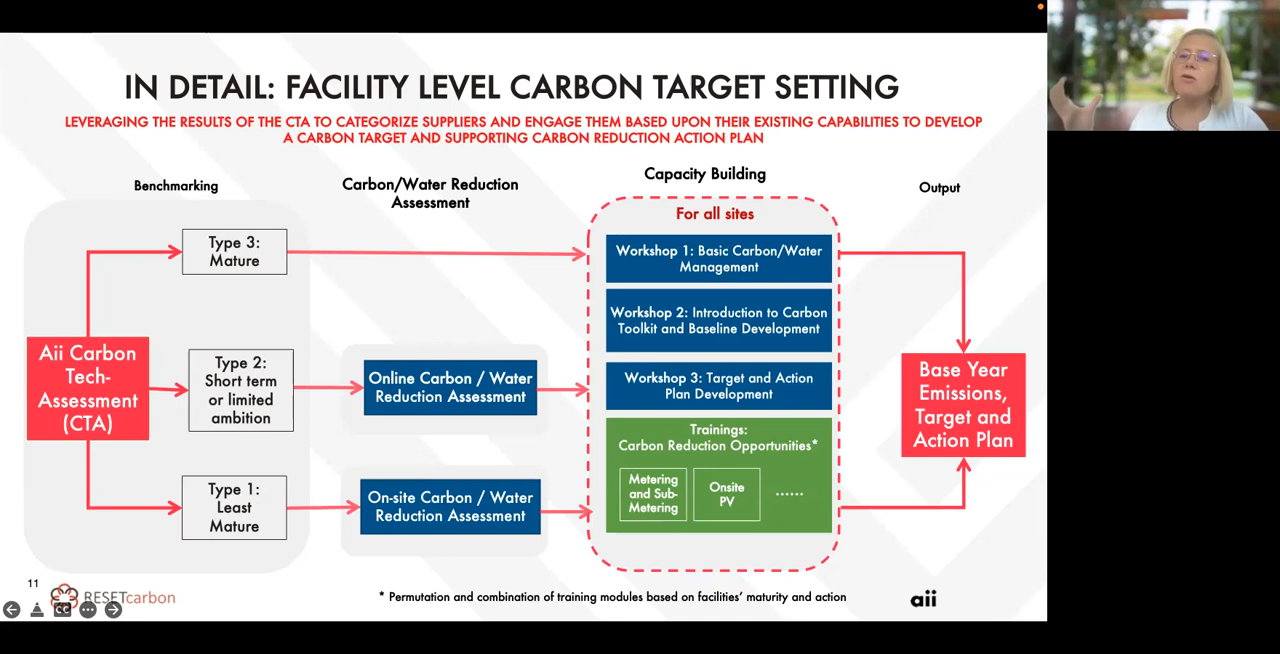 IN DETAIL: FACILITY LEVEL CARBON TARGET SETTING
LEVERAGING THE RESULTS OF THE CTA TO CATEGORIZE SUPPLIERS AND ENGAGE THEM BASED UPON THEIR EXISTING CAPABILITIES TO DEVELOP
A CARBON TARGET AND SUPPORTING CARBON REDUCTION ACTION PLAN
Benchmarking
Carbon/Water Reduction
Assessment
Capacity Building
Output
Aii Carbon
Tech-
Assessment
(CTA)
Type 3:
Mature
Type 2:
Short term
or limited
ambition
Type 1:
Least
Mature
Online Carbon / Water
Reduction Assessment
On-site Carbon / Water
Reduction Assessment
For all sites
Workshop 1: Basic Carbon/Water
Management
Workshop 2: Introduction to Carbon
Toolkit and Baseline Development
Workshop 3: Target and Action
Plan Development
Trainings:
Carbon Reduction Opportunities*
Metering
and Sub-
Metering
Onsite
PV
......
Base Year
Emissions,
Target and
Action Plan
11
RESETcarbon
CC
* Permutation and combination of training modules based on facilities' maturity and action
aii